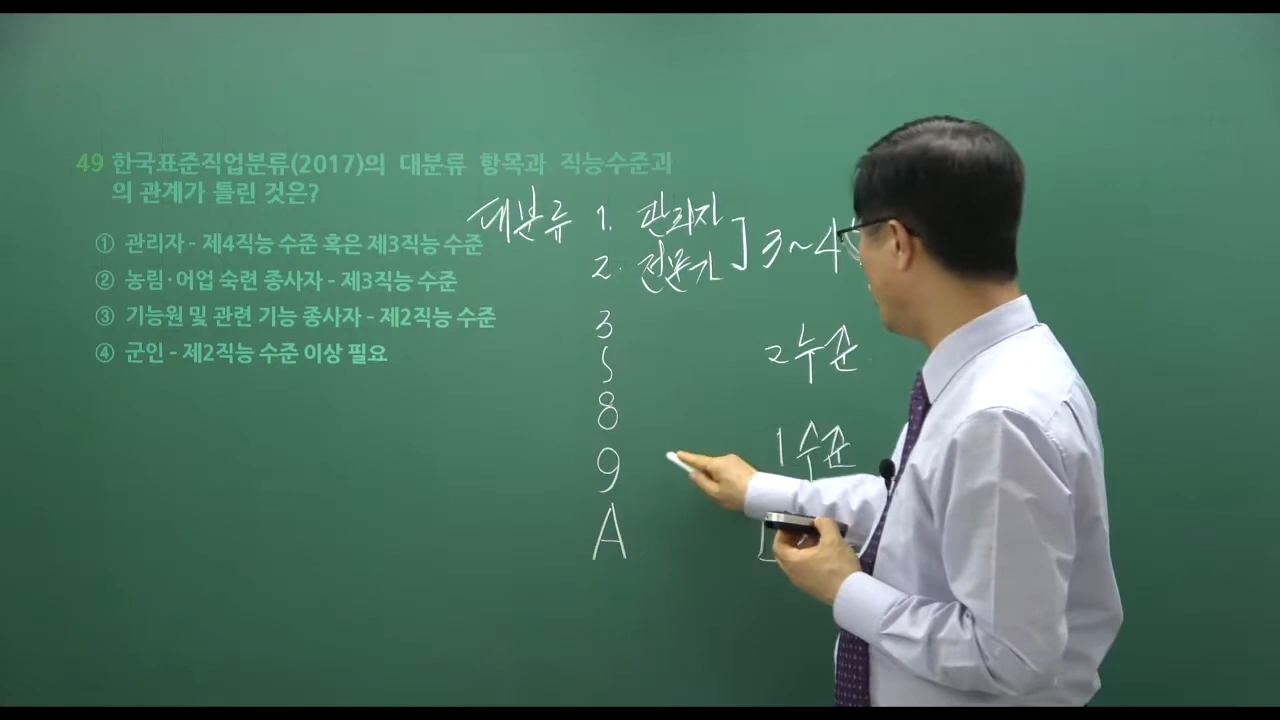 49 한국표준직업분류(2017)의 대분류 항목과 직능수준과
의 관계가 틀린 것은?
① 관리자 - 제4직능 수준 혹은 제3직능 수준
② 농림·어업 숙련 종사자 - 제3직능 수준
③ 기능원 및 관련 기능 종사자 - 제2직능 수준
④ 군인 - 제2직능 수준 이상 필요
대분류 1. 관리자
2. 전문가 ] 3~4
3
~
8 2수준
9 1수준
A